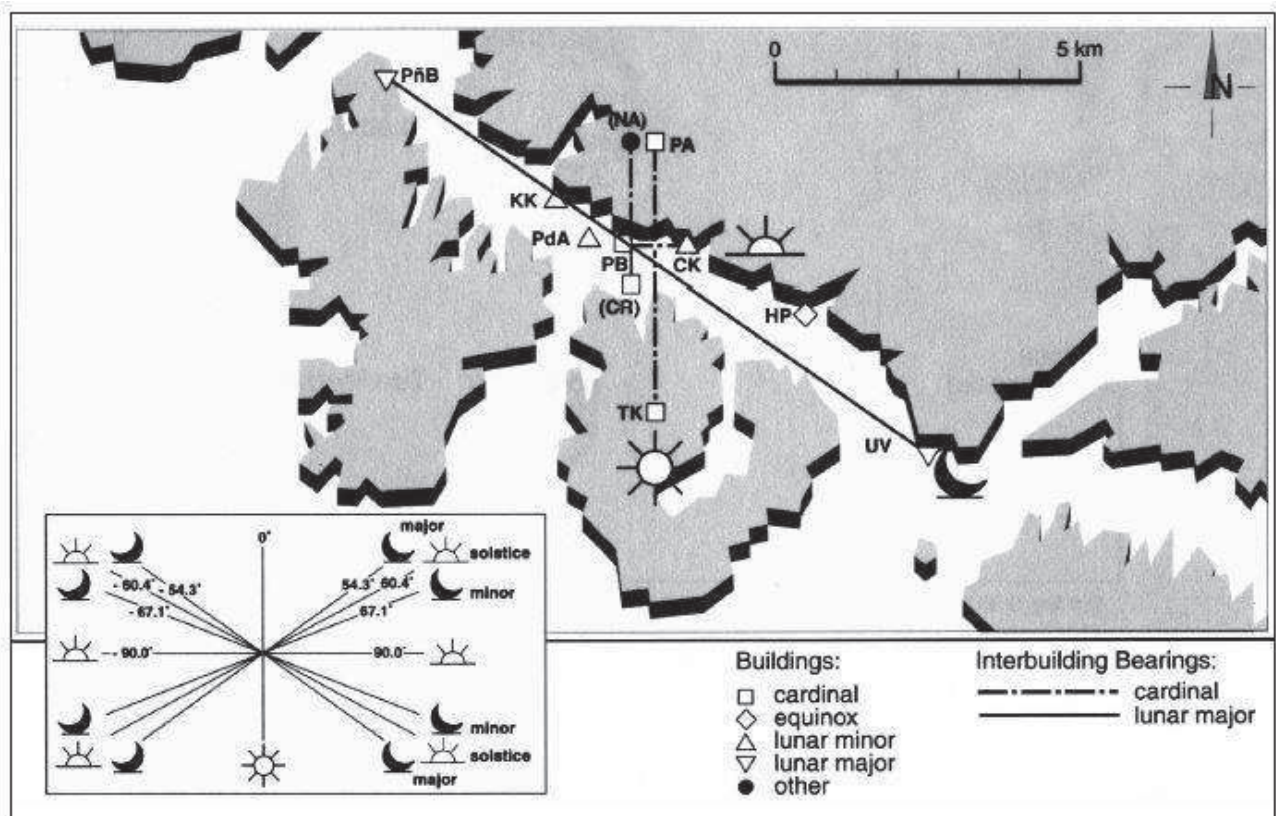 0 5 km
PñB
N
(NA)
PA
KK
PdA
PB
CK
(CR)
HP
TK
UV
major
0°
solstice
- 60.4° - 54.3°
54.3° 60.4°
minor
- 67.1°
67.1°
- 90.0°
90.0°
minor
solstice
major
Buildings:
cardinal
equinox
lunar minor
lunar major
other
Interbuilding Bearings:
cardinal
lunar major